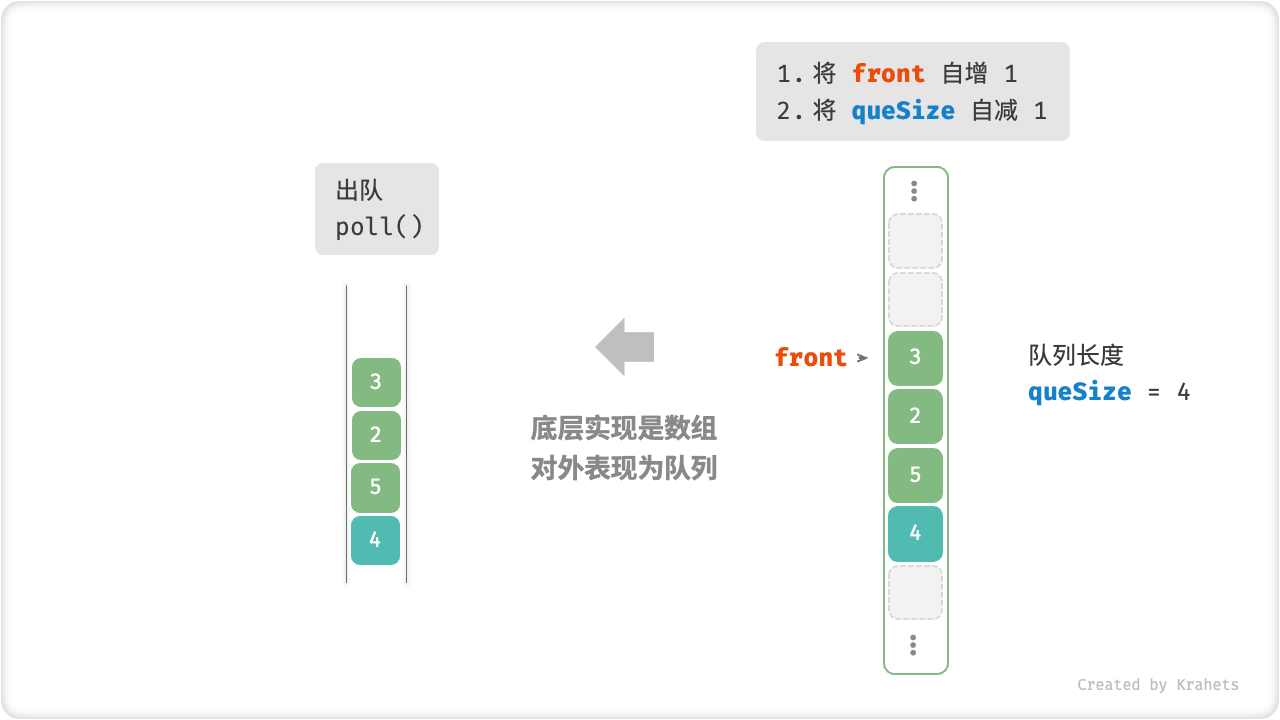 1. 将 front 自增 1
2. 将 queSize 自减 1
出队
poll()
3
2
5
4
底层实现是数组
对外表现为队列
front >
3
2
5
4
队列长度
queSize = 4
Created by Krahets